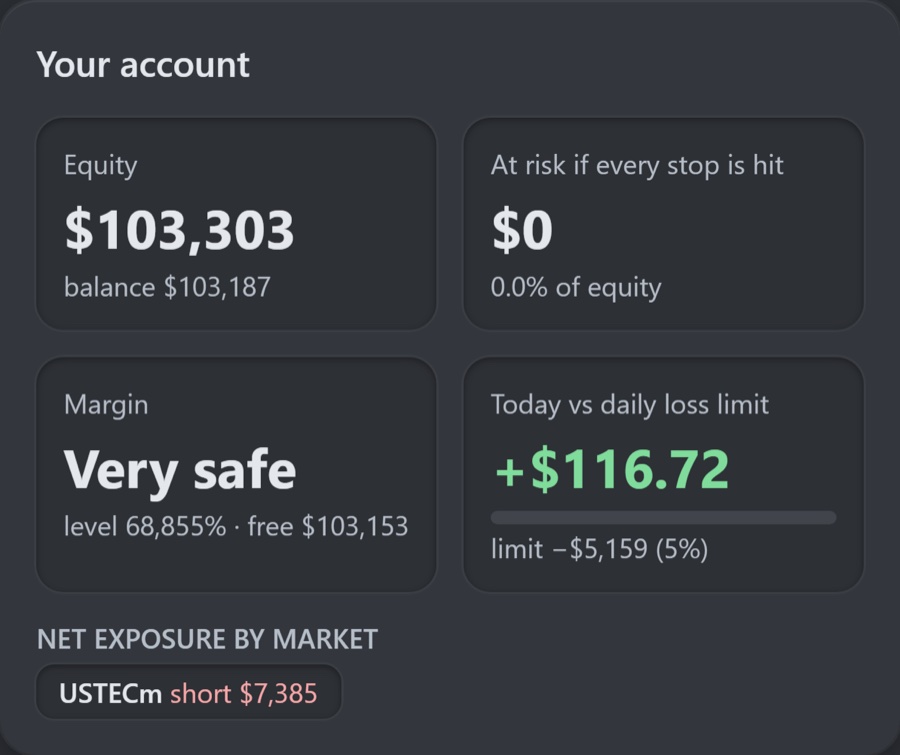 Your account
Equity
$103,303
balance $103,187
At risk if every stop is hit
$0
0.0% of equity
Margin
Very safe
level 68,855% · free $103,153
Today vs daily loss limit
+$116.72
limit −$5,159 (5%)
NET EXPOSURE BY MARKET
USTECm short $7,385